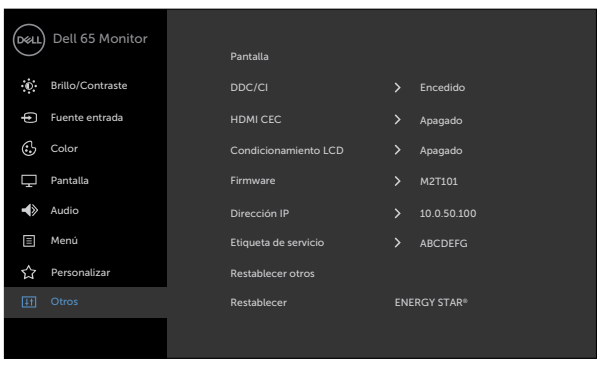 DELL Dell 65 Monitor
Brillo/Contraste
Fuente entrada
Color
Pantalla
Audio
Menú
Personalizar
Otros
Pantalla
DDC/CI > Encedido
HDMI CEC > Apagado
Condicionamiento LCD > Apagado
Firmware > M2T101
Dirección IP > 10.0.50.100
Etiqueta de servicio > ABCDEFG
Restablecer otros
Restablecer ENERGY STAR®